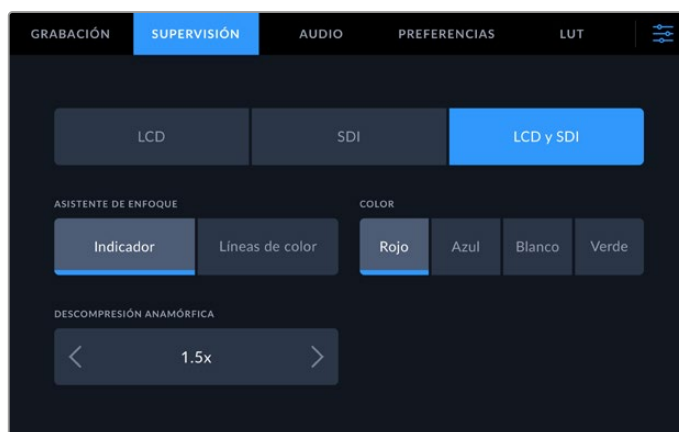 GRABACIÓN SUPERVISIÓN AUDIO PREFERENCIAS LUT
LCD SDI LCD y SDI
ASISTENTE DE ENFOQUE COLOR
Indicador Líneas de color Rojo Azul Blanco Verde
DESCOMPRESIÓN ANAMÓRFICA
1.5x